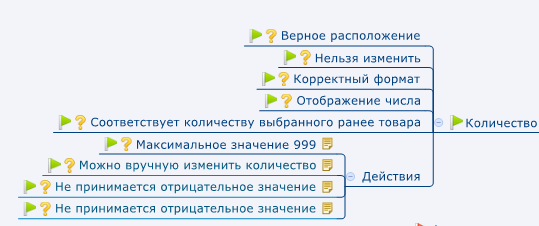 Верное расположение
Нельзя изменить
Корректный формат
Отображение числа
Соответствует количеству выбранного ранее товара
Количество
Максимальное значение 999
Можно вручную изменить количество
Действия
Не принимается отрицательное значение
Не принимается отрицательное значение